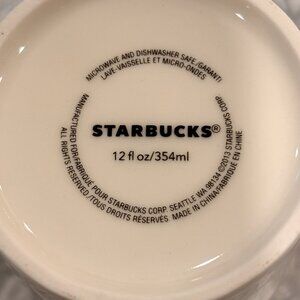 MICROWAVE AND DISHWASHER SAFE/GARANTI
LAVE-VAISSELLE ET MICRO-ONDES
STARBUCKS®
12 fl oz/354ml
MANUFACTURED FOR/FABRIQUÉ POUR STARBUCKS CORP. SEATTLE WA 98134 ©2013 STARBUCKS CORP
ALL RIGHTS RESERVED./TOUS DROITS RÉSERVÉS. MADE IN CHINA/FABRIQUÉ EN CHINE